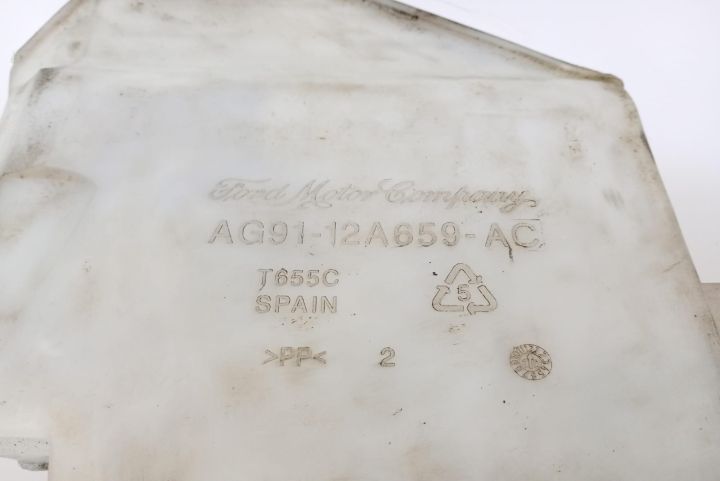 Ford Motor Company
AG91-12A659-AC
T655C
SPAIN
5
>PP<
2